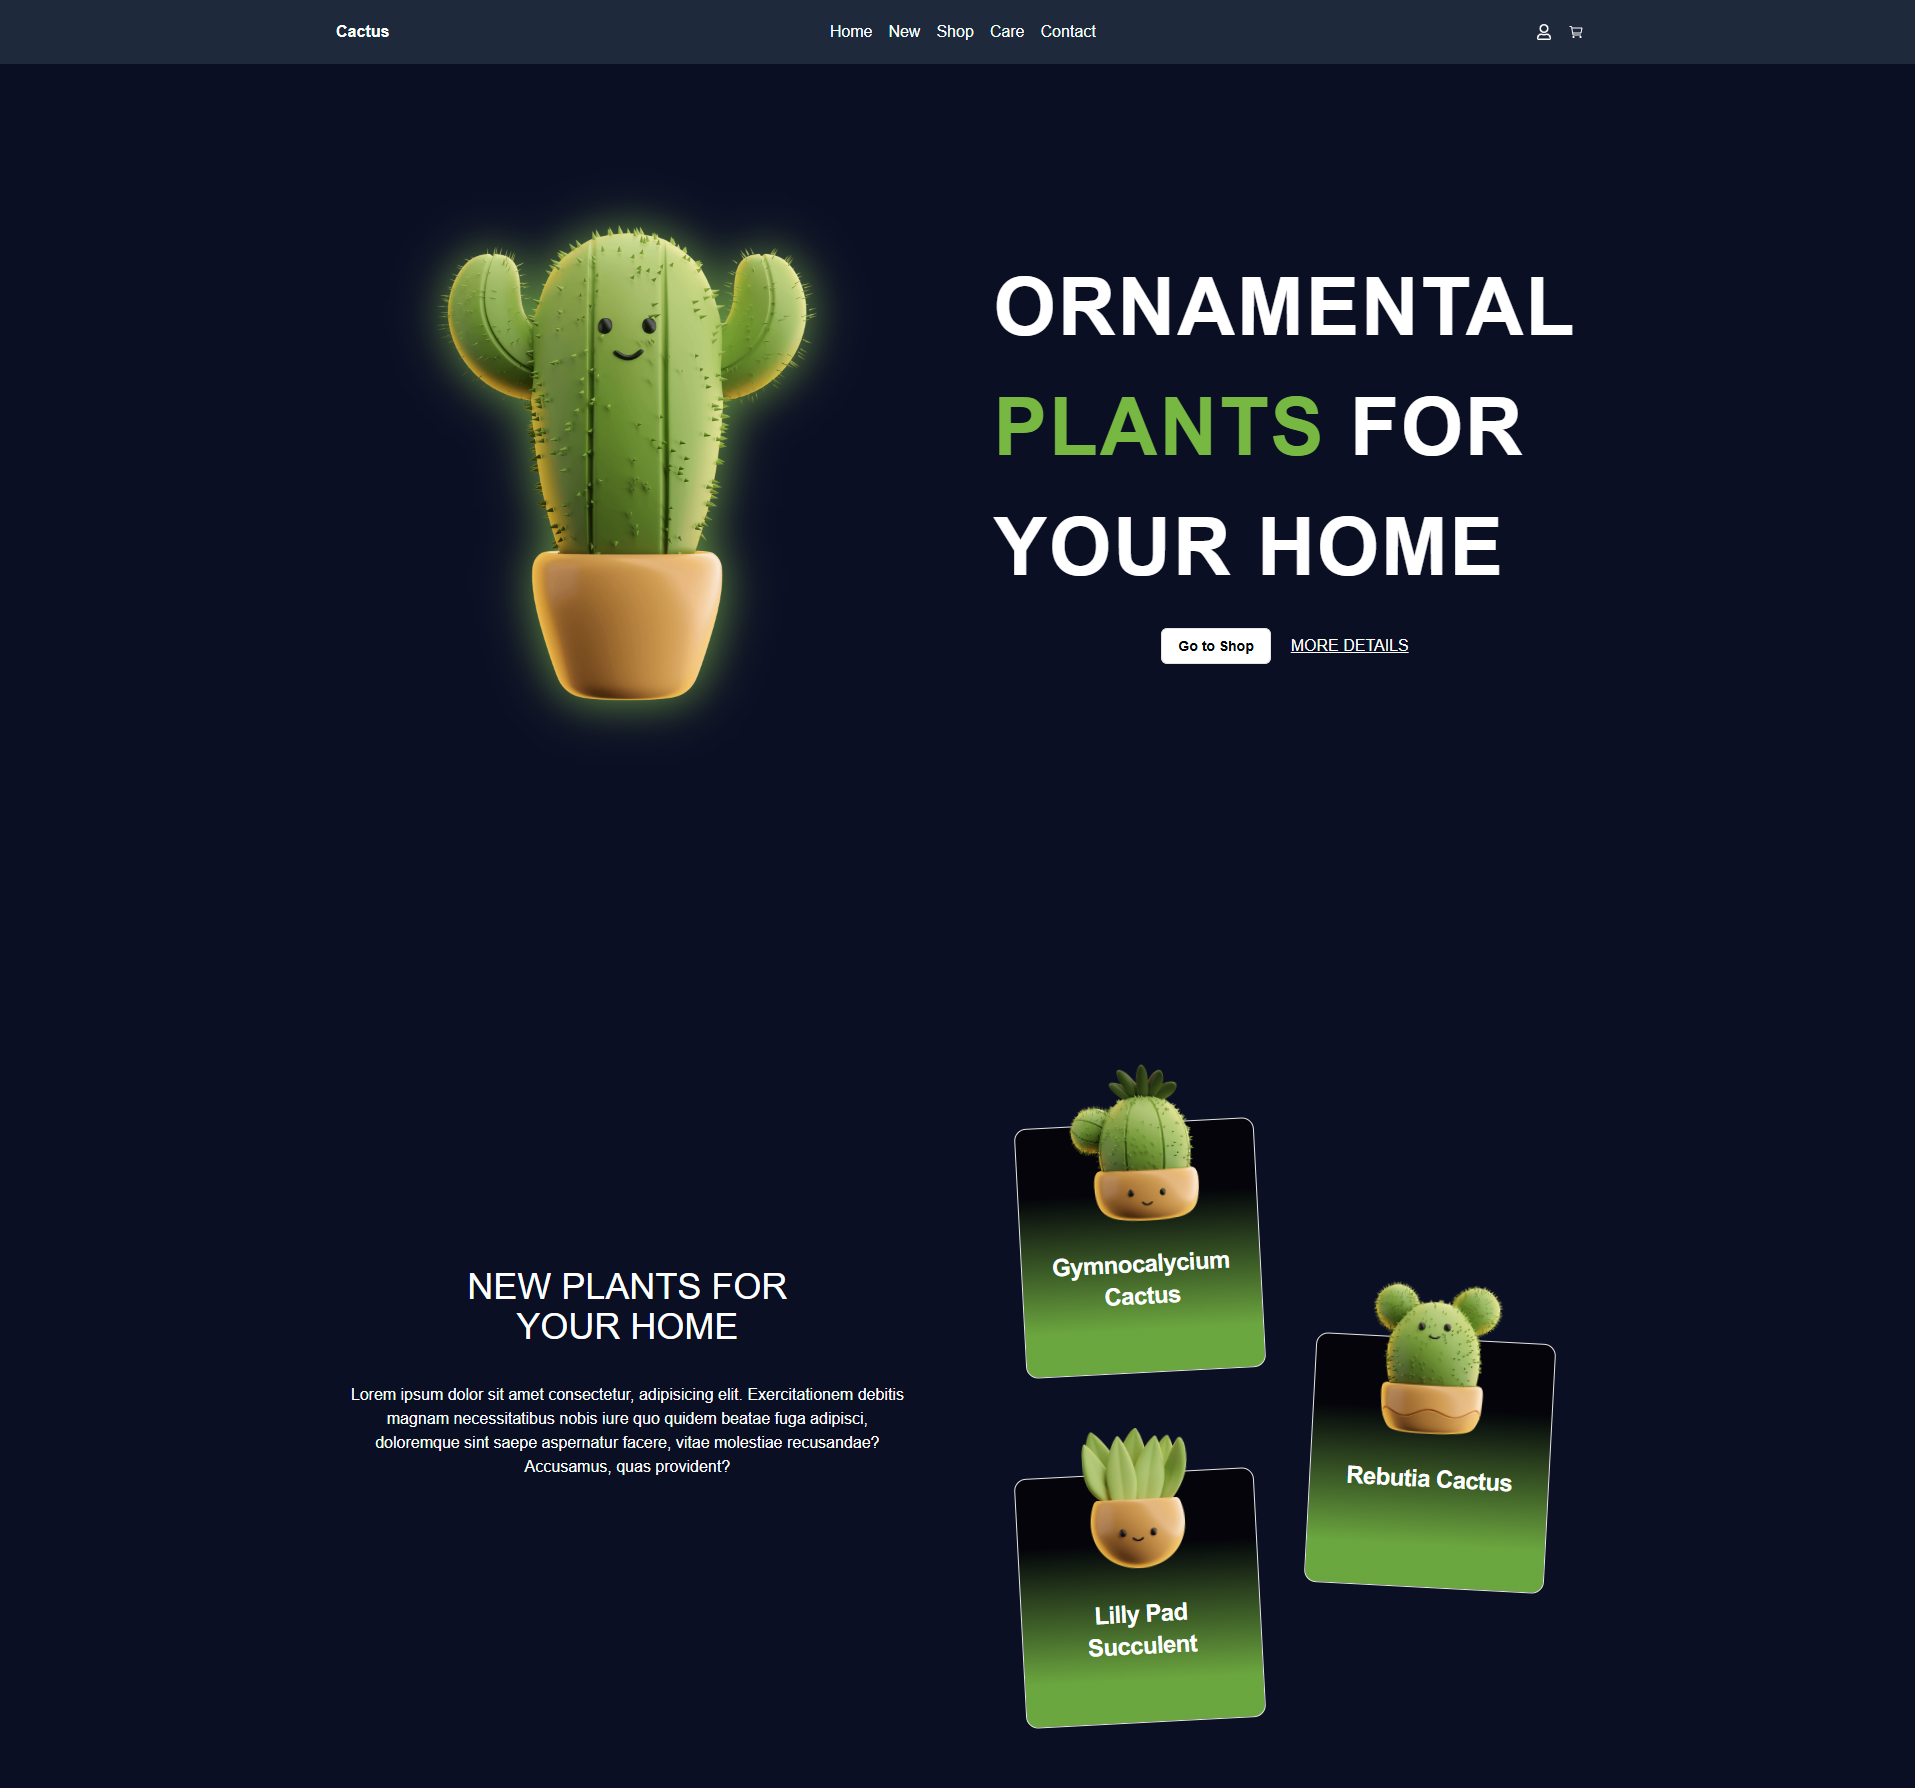 Cactus
Home New Shop Care Contact
ORNAMENTAL
PLANTS FOR
YOUR HOME
Go to Shop MORE DETAILS
NEW PLANTS FOR
YOUR HOME
Lorem ipsum dolor sit amet consectetur, adipisicing elit. Exercitationem debitis
magnam necessitatibus nobis iure quo quidem beatae fuga adipisci,
doloremque sint saepe aspernatur facere, vitae molestiae recusandae?
Accusamus, quas provident?
Gymnocalycium
Cactus
Rebutia Cactus
Lilly Pad
Succulent